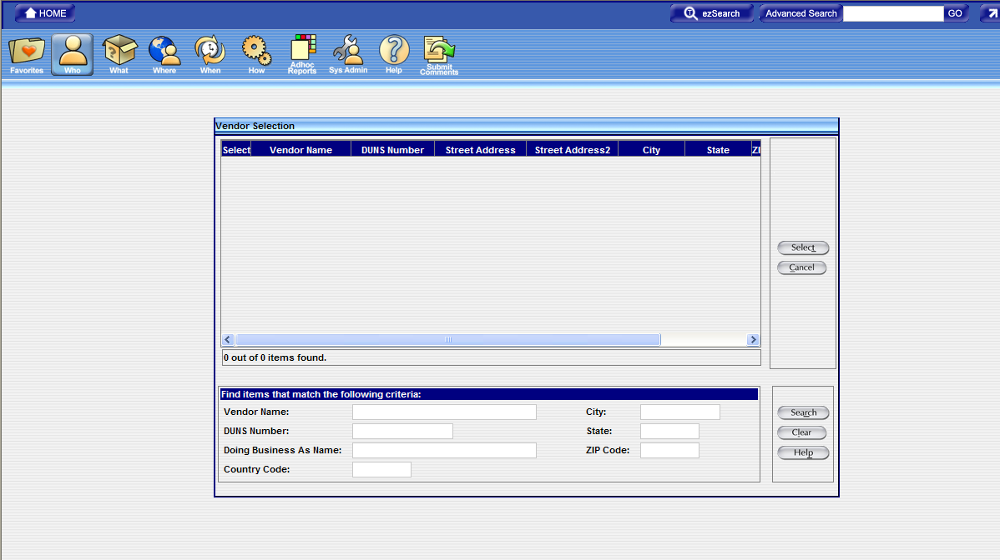 HOME
ezSearch
Advanced Search
GO
Favorites
Who
What
Where
When
How
Adhoc
Reports
Sys Admin
Help
Submit
Comments
Vendor Selection
Select Vendor Name DUNS Number Street Address Street Address2 City State ZI
Select
Cancel
0 out of 0 items found.
Find items that match the following criteria:
Vendor Name: City:
DUNS Number: State:
Doing Business As Name: ZIP Code:
Country Code:
Search
Clear
Help